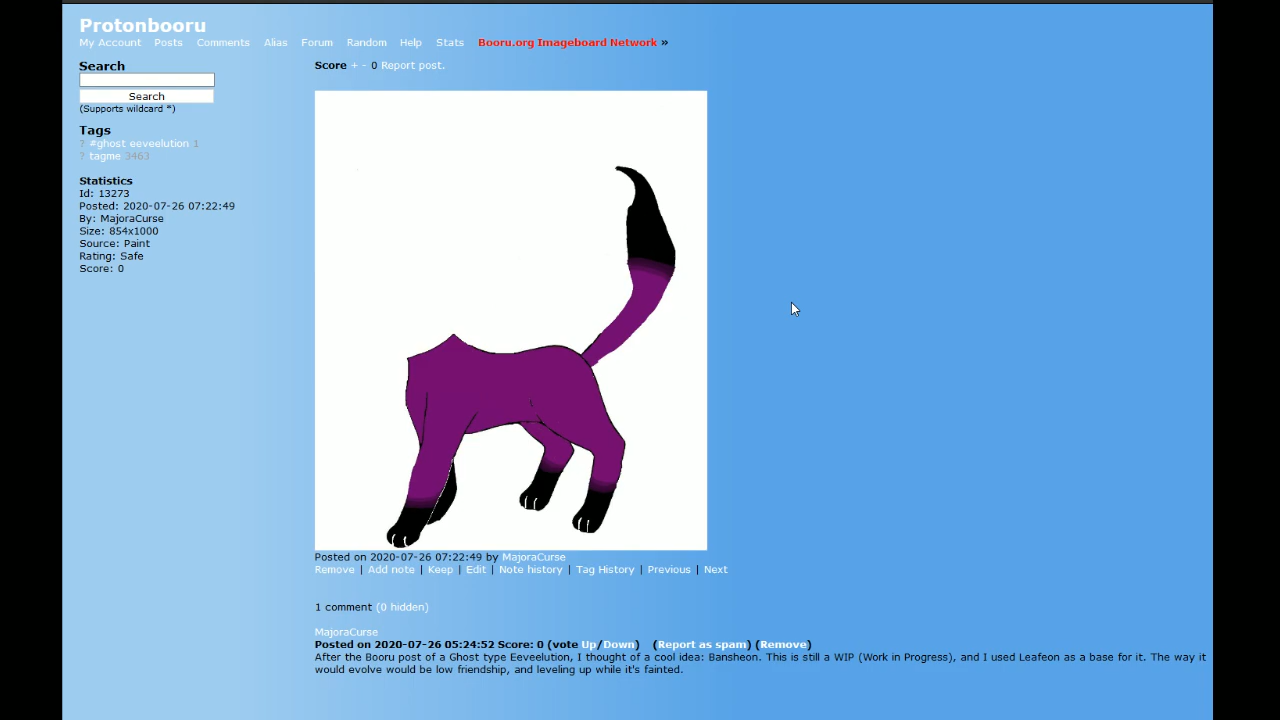 Protonbooru
My Account Posts Comments Alias Forum Random Help Stats Booru.org Imageboard Network »
Search
Search
(Supports wildcard *)
Tags
? #ghost eeveelution 1
? tagme 3463
Statistics
Id: 13273
Posted: 2020-07-26 07:22:49
By: MajoraCurse
Size: 854x1000
Source: Paint
Rating: Safe
Score: 0
Score + - 0 Report post.
Posted on 2020-07-26 07:22:49 by MajoraCurse
Remove | Add note | Keep | Edit | Note history | Tag History | Previous | Next
1 comment (0 hidden)
MajoraCurse
Posted on 2020-07-26 05:24:52 Score: 0 (vote Up/Down) (Report as spam) (Remove)
After the Booru post of a Ghost type Eeveelution, I thought of a cool idea: Bansheon. This is still a WIP (Work in Progress), and I used Leafeon as a base for it. The way it
would evolve would be low friendship, and leveling up while it's fainted.